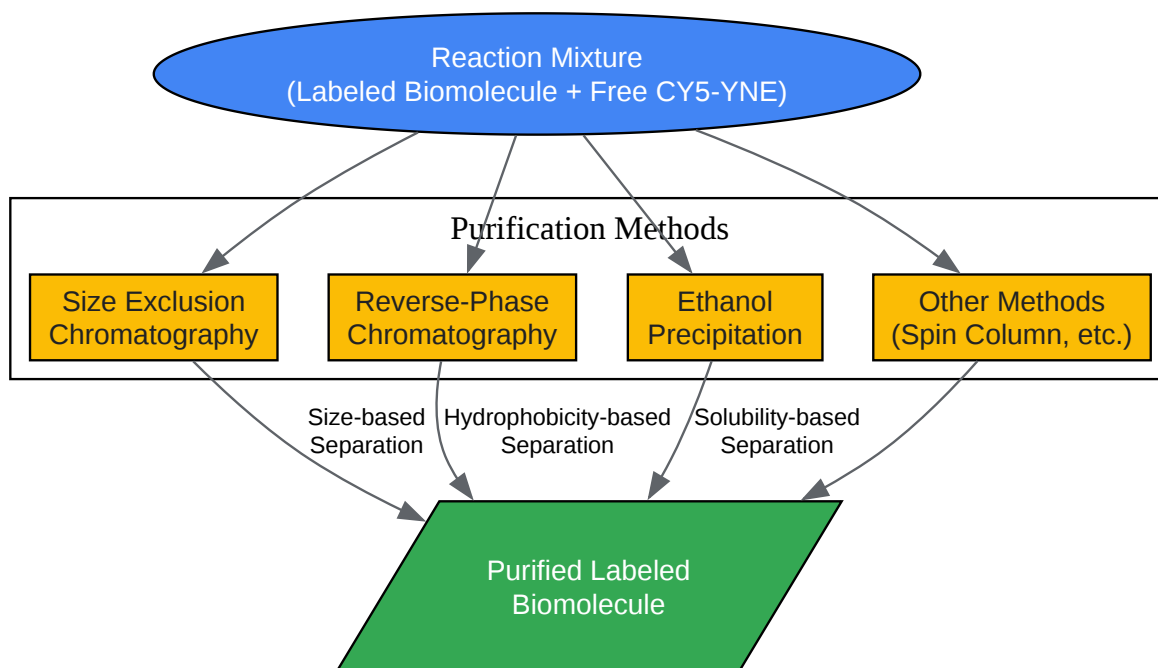 Reaction Mixture
(Labeled Biomolecule + Free CY5-YNE)
Purification Methods
Size Exclusion
Chromatography
Reverse-Phase
Chromatography
Ethanol
Precipitation
Other Methods
(Spin Column, etc.)
Size-based
Separation
Hydrophobicity-based
Separation
Solubility-based
Separation
Purified Labeled
Biomolecule